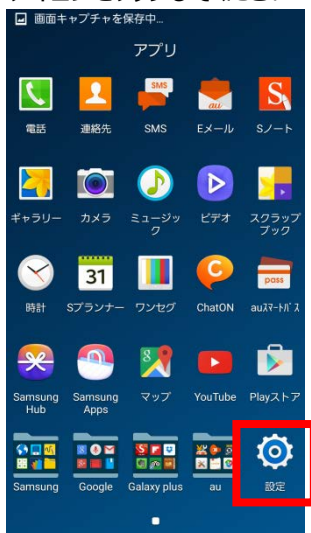 画面キャプチャを保存中...
アプリ
SMS
au
S
電話 連絡先 SMS Eメール Sノート
ギャラリー カメラ ミュージッ ビデオ スクラップ
ク ブック
31
C
pass
時計 Sプランナー ワンセグ ChatON auスマートパス
8
Samsung Samsung マップ YouTube Playストア
Hub Apps
Samsung Google Galaxy plus au 設定